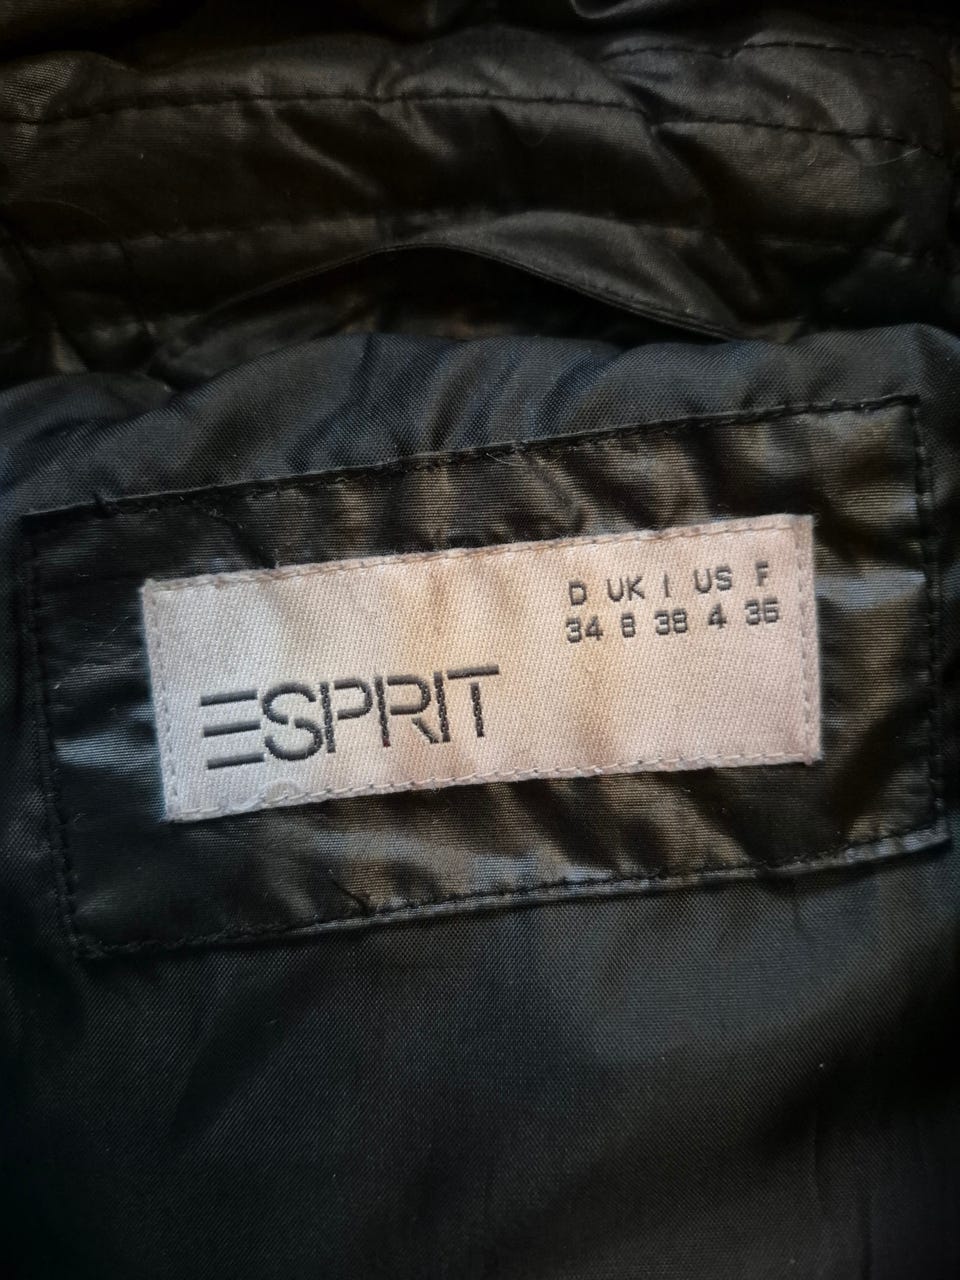 D UK I US F
34 8 38 4 36
ESPRIT